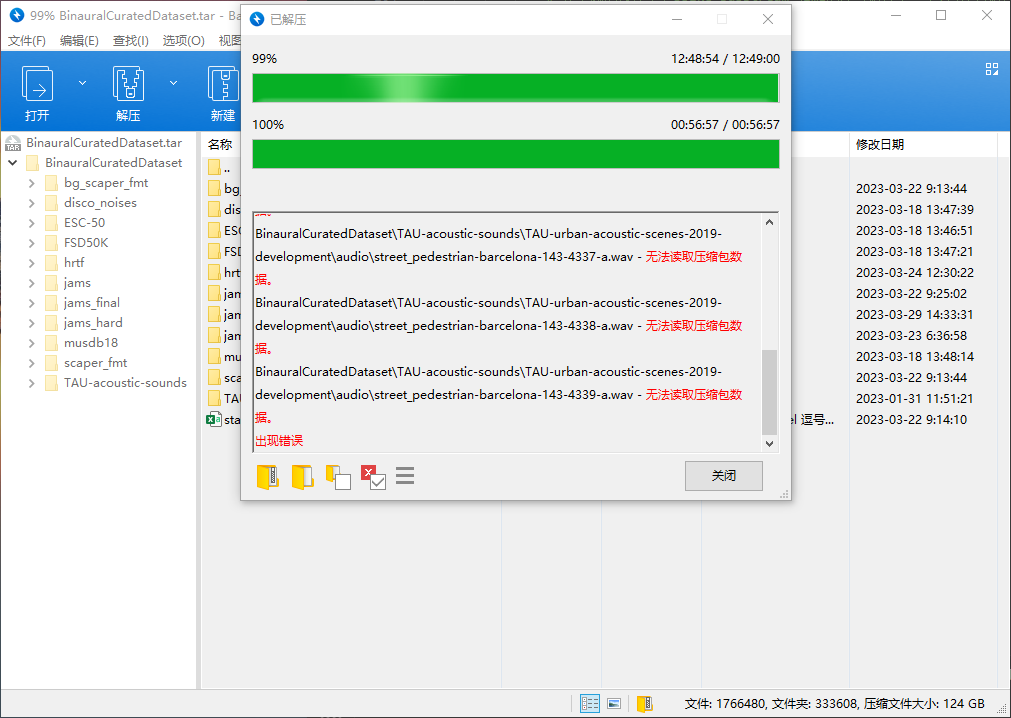 99% BinauralCuratedDataset.tar - Ba
文件(F) 编辑(E) 查找(I) 选项(O) 视图
打开
解压
新建
BinauralCuratedDataset.tar
BinauralCuratedDataset
bg_scaper_fmt
disco_noises
ESC-50
FSD50K
hrtf
jams
jams_final
jams_hard
musdb18
scaper_fmt
TAU-acoustic-sounds
已解压
99% 12:48:54 / 12:49:00
100% 00:56:57 / 00:56:57
据。
BinauralCuratedDataset\TAU-acoustic-sounds\TAU-urban-acoustic-scenes-2019-
development\audio\street_pedestrian-barcelona-143-4337-a.wav - 无法读取压缩包数
据。
BinauralCuratedDataset\TAU-acoustic-sounds\TAU-urban-acoustic-scenes-2019-
development\audio\street_pedestrian-barcelona-143-4338-a.wav - 无法读取压缩包数
据。
BinauralCuratedDataset\TAU-acoustic-sounds\TAU-urban-acoustic-scenes-2019-
development\audio\street_pedestrian-barcelona-143-4339-a.wav - 无法读取压缩包数
据。
出现错误
关闭
名称 修改日期
..
bg_ 2023-03-22 9:13:44
dis 2023-03-18 13:47:39
ESC 2023-03-18 13:46:51
FSD 2023-03-18 13:47:21
hrt 2023-03-24 12:30:22
jam 2023-03-22 9:25:02
jam 2023-03-29 14:33:31
jam 2023-03-23 6:36:58
mu 2023-03-18 13:48:14
sca 2023-03-22 9:13:44
TAU 2023-01-31 11:51:21
sta el 逗号... 2023-03-22 9:14:10
文件: 1766480, 文件夹: 333608, 压缩文件大小: 124 GB